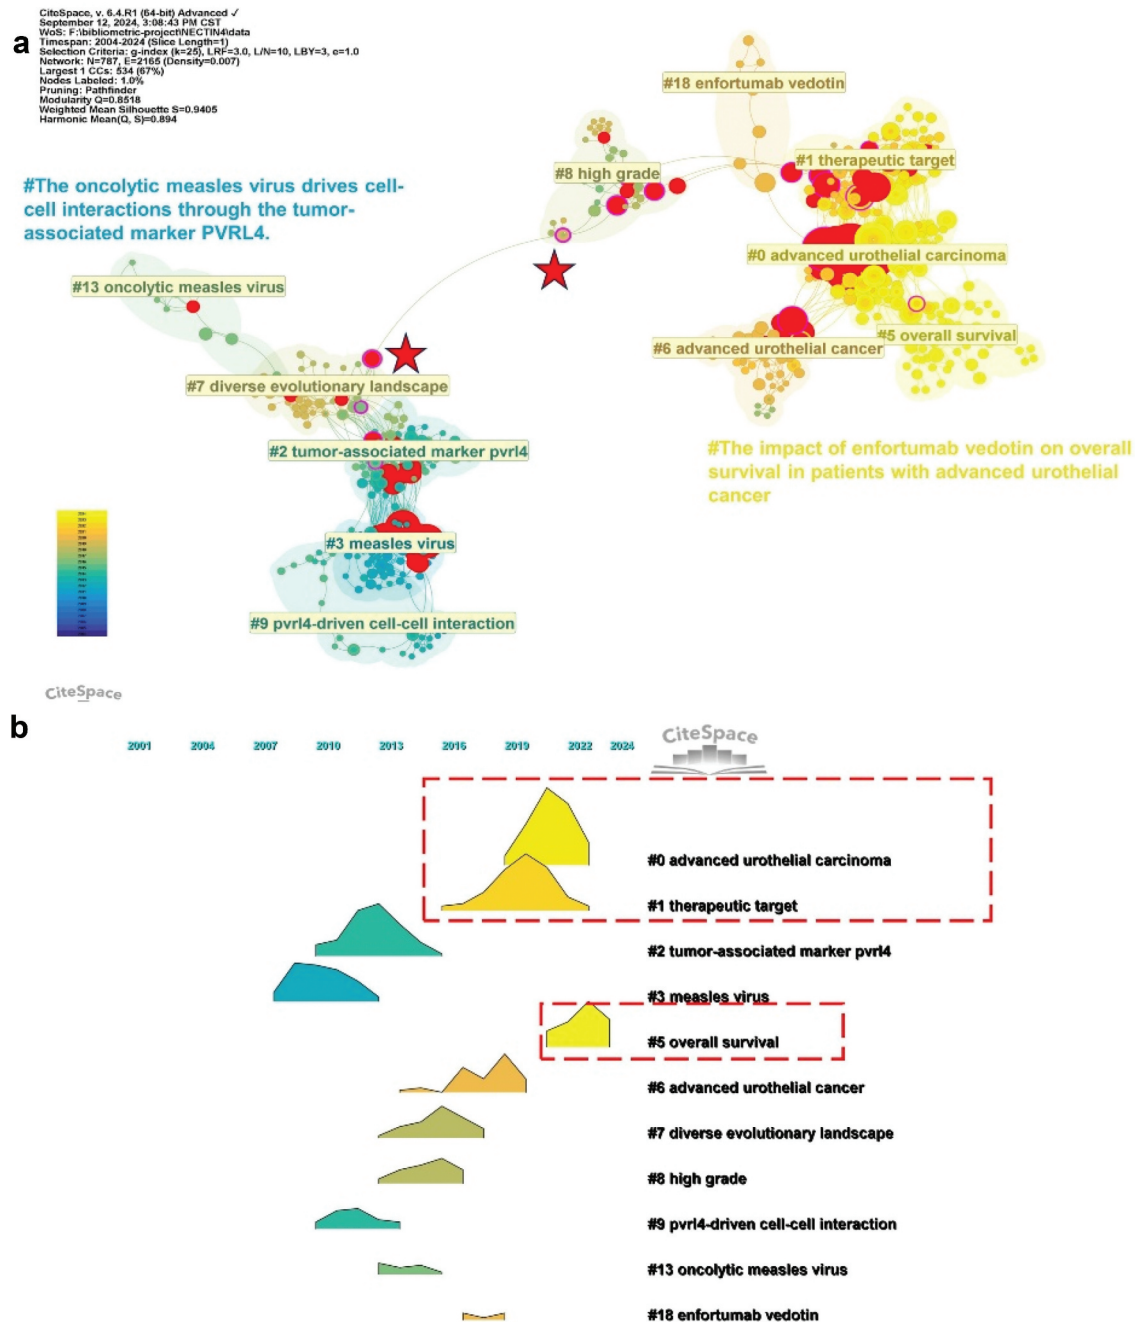 a
CiteSpace, v. 6.4.R1 (64-bit) Advanced ✓
September 12, 2024, 3:08:43 PM CST
WoS: F:\bibliometric-project\NECTIN4\data
Timespan: 2004-2024 (Slice Length=1)
Selection Criteria: g-index (k=25), LRF=3.0, L/N=10, LBY=3, e=1.0
Network: N=787, E=2165 (Density=0.007)
Largest 1 CCs: 534 (67%)
Nodes Labeled: 1.0%
Pruning: Pathfinder
Modularity Q=0.8518
Weighted Mean Silhouette S=0.9405
Harmonic Mean(Q, S)=0.894
#18 enfortumab vedotin
#1 therapeutic target
#8 high grade
#The oncolytic measles virus drives cell-
cell interactions through the tumor-
associated marker PVRL4.
#0 advanced urothelial carcinoma
#13 oncolytic measles virus
#5 overall survival
#6 advanced urothelial cancer
#7 diverse evolutionary landscape
#2 tumor-associated marker pvrl4
#The impact of enfortumab vedotin on overall
survival in patients with advanced urothelial
cancer
#3 measles virus
#9 pvrl4-driven cell-cell interaction
CiteSpace
b
2001 2004 2007 2010 2013 2016 2019 2022 2024
CiteSpace
#0 advanced urothelial carcinoma
#1 therapeutic target
#2 tumor-associated marker pvrl4
#3 measles virus
#5 overall survival
#6 advanced urothelial cancer
#7 diverse evolutionary landscape
#8 high grade
#9 pvrl4-driven cell-cell interaction
#13 oncolytic measles virus
#18 enfortumab vedotin